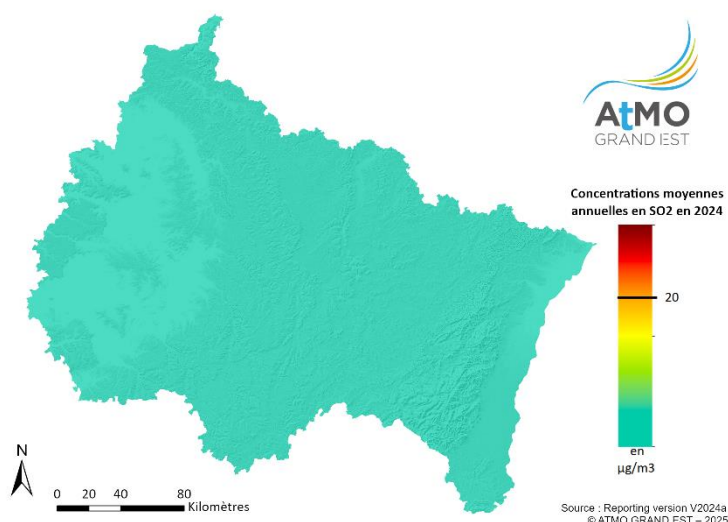 AtMO
GRAND EST
Concentrations moyennes
annuelles en SO2 en 2024
20
en
µg/m3
N
0 20 40 80
Kilomètres
Source : Reporting version V2024a
© ATMO GRAND EST – 2025